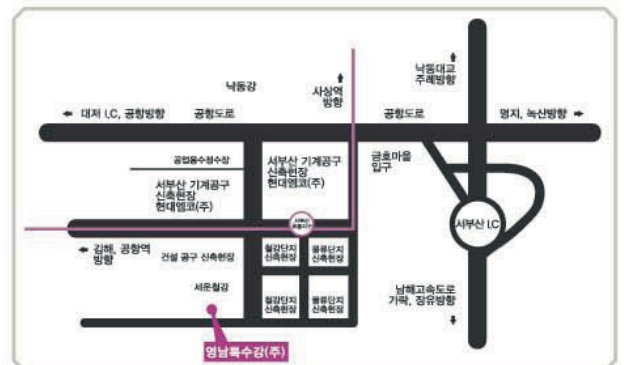 낙동대교
주례방향
낙동강
사상역
방향
대저 I.C, 공항방향
공항도로
공항도로
명지, 녹산방향
공업용수정수장
서부산 기계공구
신축현장
현대엠코(주)
서부산 기계공구
신축현장
현대엠코(주)
금호마을
입구
서부산 I.C
김해, 공항역
방향
건설 공구 신축현장
철강단지
신축현장
물류단지
신축현장
세운철강
철강단지
신축현장
물류단지
신축현장
남해고속도로
가락, 장유방향
영남특수강(주)